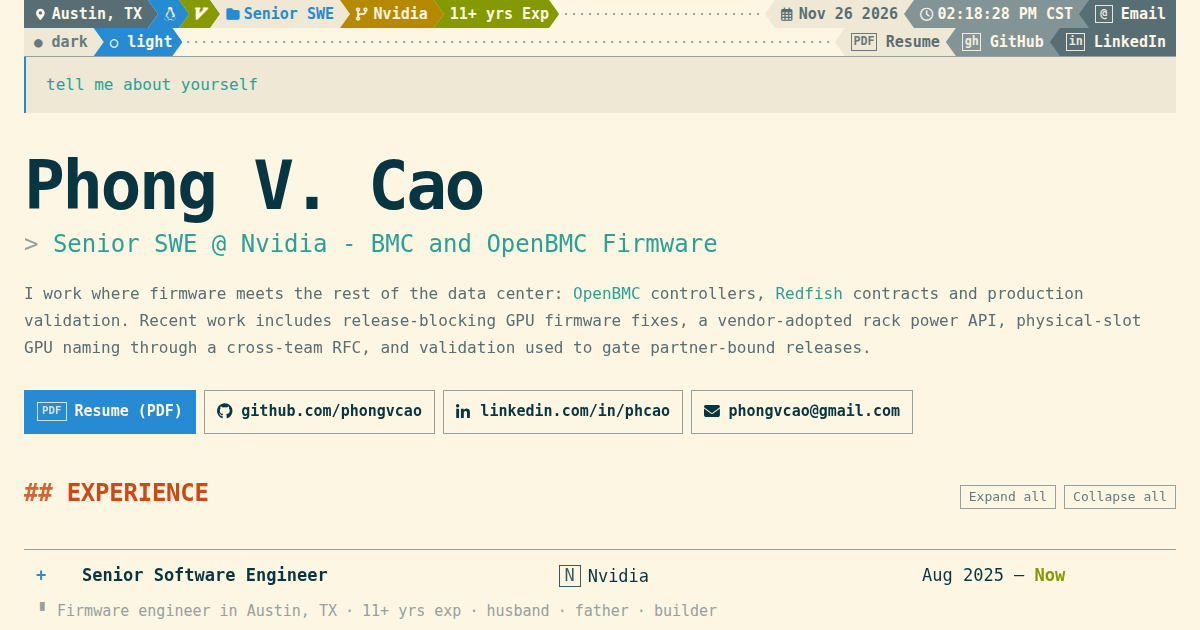 Austin, TX V Senior SWE Nvidia 11+ yrs Exp Nov 26 2026 02:18:28 PM CST @ Email
● dark ○ light PDF Resume gh GitHub in LinkedIn
tell me about yourself
Phong V. Cao
> Senior SWE @ Nvidia - BMC and OpenBMC Firmware
I work where firmware meets the rest of the data center: OpenBMC controllers, Redfish contracts and production
validation. Recent work includes release-blocking GPU firmware fixes, a vendor-adopted rack power API, physical-slot
GPU naming through a cross-team RFC, and validation used to gate partner-bound releases.
PDF Resume (PDF) github.com/phongvcao in linkedin.com/in/phcao phongvcao@gmail.com
## EXPERIENCE Expand all Collapse all
+ Senior Software Engineer N Nvidia Aug 2025 — Now
Firmware engineer in Austin, TX · 11+ yrs exp · husband · father · builder